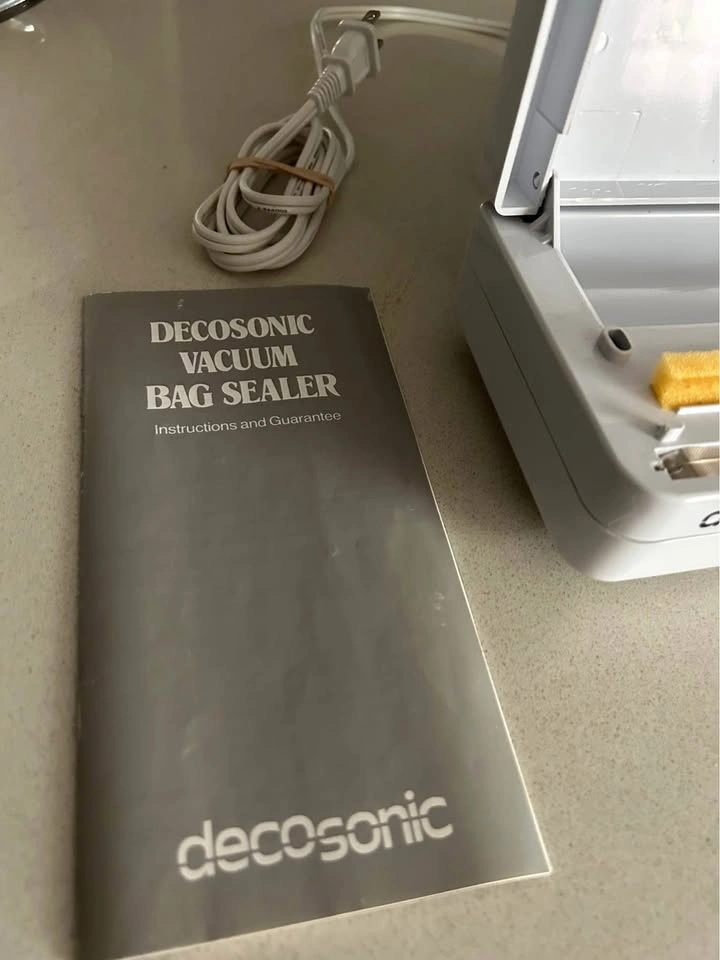 DECOSONIC
VACUUM
BAG SEALER
Instructions and Guarantee
decosonic